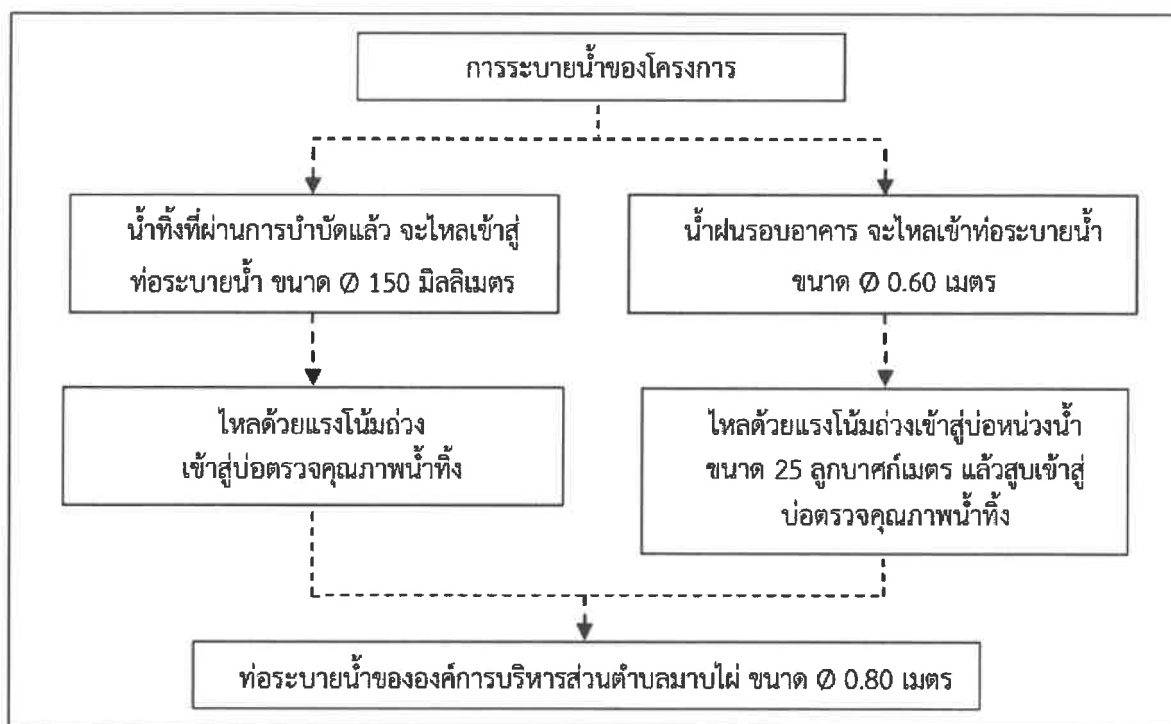 การระบายน้ำของโครงการ
น้ำทิ้งที่ผ่านการบำบัดแล้ว จะไหลเข้าสู่
ท่อระบายน้ำ ขนาด Ø 150 มิลลิเมตร
น้ำฝนรอบอาคาร จะไหลเข้าท่อระบายน้ำ
ขนาด Ø 0.60 เมตร
ไหลด้วยแรงโน้มถ่วง
เข้าสู่บ่อตรวจคุณภาพน้ำทิ้ง
ไหลด้วยแรงโน้มถ่วงเข้าสู่บ่อหน่วงน้ำ
ขนาด 25 ลูกบาศก์เมตร แล้วสูบเข้าสู่
บ่อตรวจคุณภาพน้ำทิ้ง
ท่อระบายน้ำขององค์การบริหารส่วนตำบลมาบไผ่ ขนาด Ø 0.80 เมตร